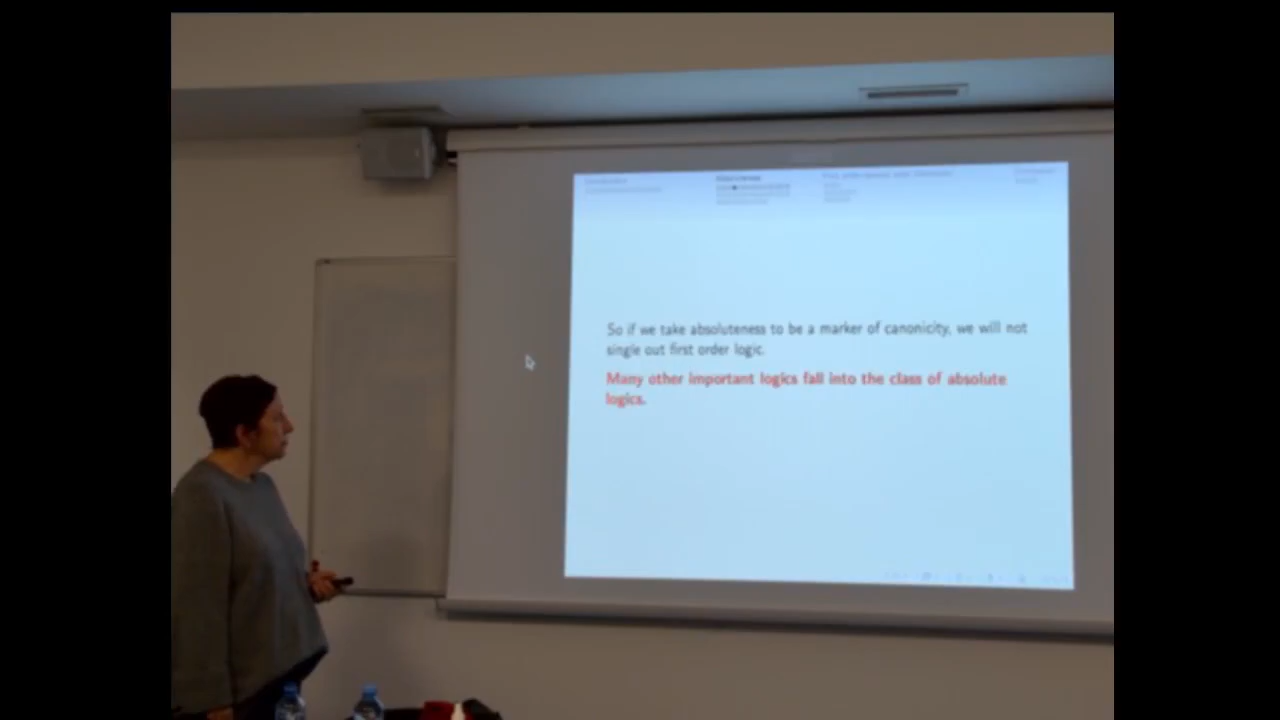 So if we take absoluteness to be a marker of canonicity, we will not
single out first order logic.
Many other important logics fall into the class of absolute
logics.